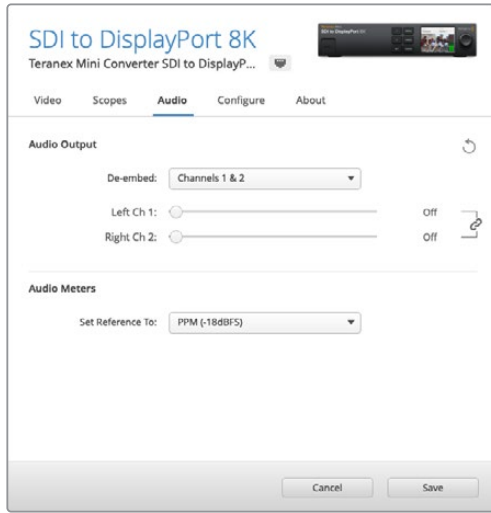 SDI to DisplayPort 8K
Teranex Mini Converter SDI to DisplayP...
Video Scopes Audio Configure About
Audio Output
De-embed: Channels 1 & 2
Left Ch 1: Off
Right Ch 2: Off
Audio Meters
Set Reference To: PPM (-18dBFS)
Cancel Save